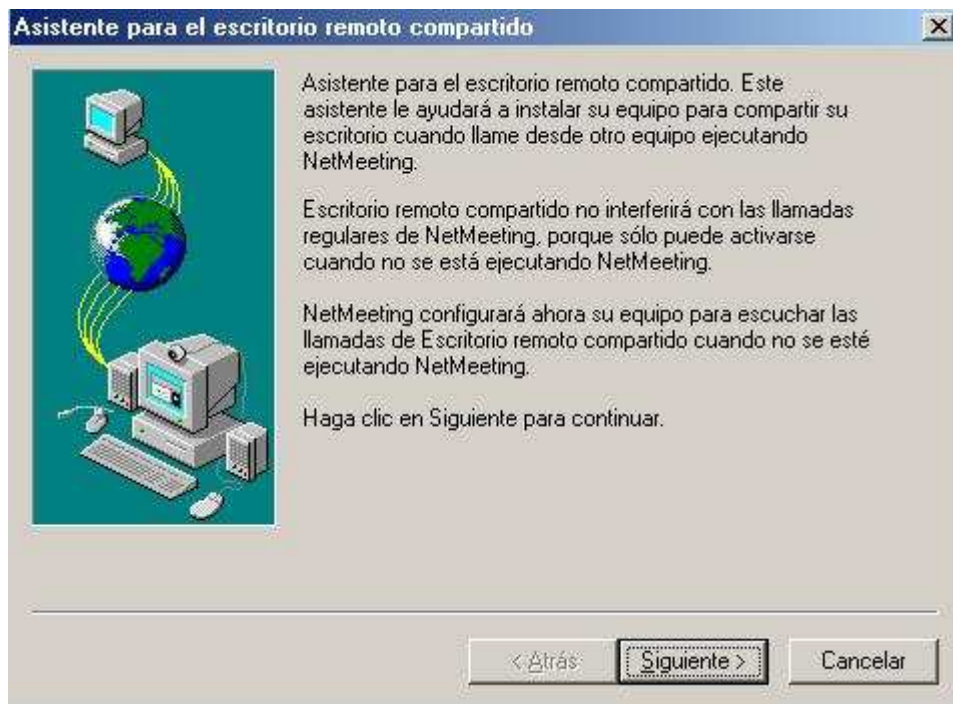 Asistente para el escritorio remoto compartido
Asistente para el escritorio remoto compartido. Este
asistente le ayudará a instalar su equipo para compartir su
escritorio cuando llame desde otro equipo ejecutando
NetMeeting.
Escritorio remoto compartido no interferirá con las llamadas
regulares de NetMeeting, porque sólo puede activarse
cuando no se está ejecutando NetMeeting.
NetMeeting configurará ahora su equipo para escuchar las
llamadas de Escritorio remoto compartido cuando no se esté
ejecutando NetMeeting.
Haga clic en Siguiente para continuar.
< Atrás
Siguiente >
Cancelar